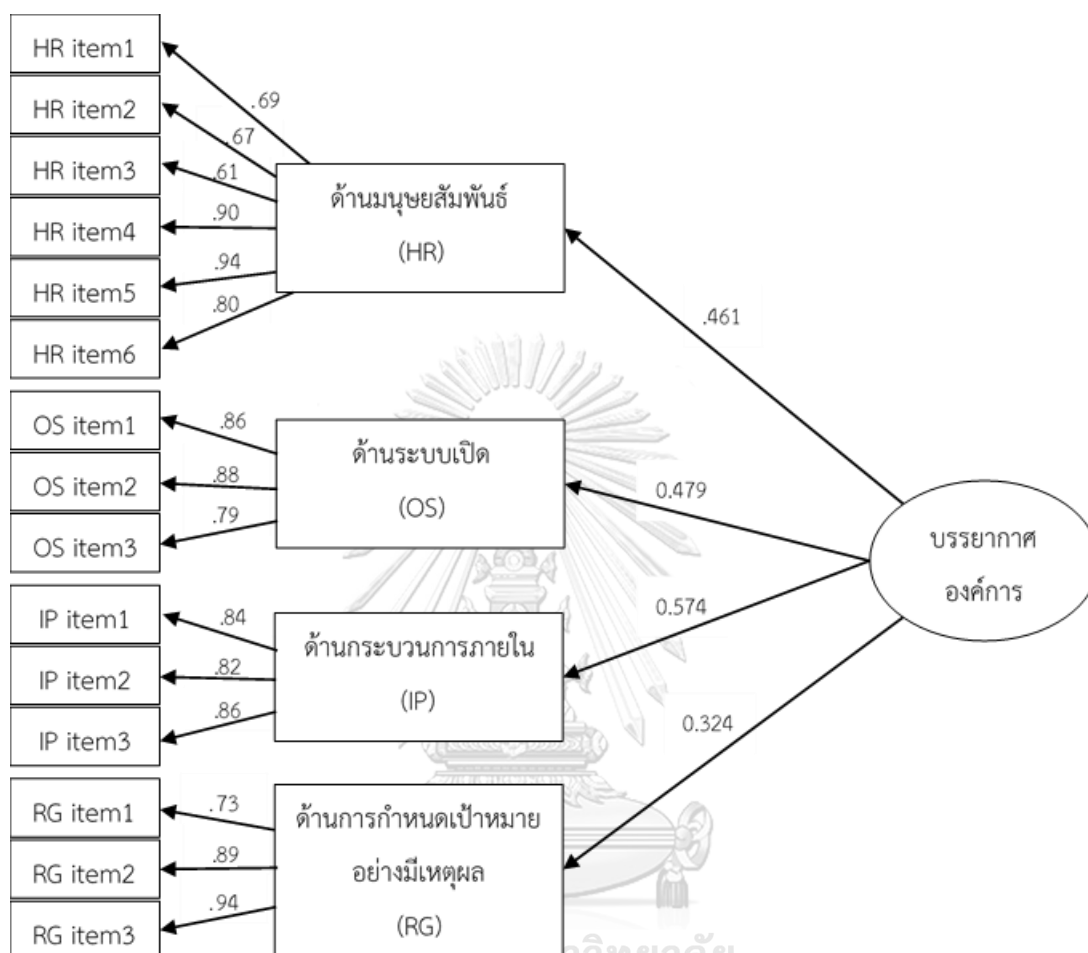 HR item1
HR item2
HR item3
HR item4
HR item5
HR item6
.69
.67
.61
.90
.94
.80
ด้านมนุษยสัมพันธ์
(HR)
.461
OS item1
OS item2
OS item3
.86
.88
.79
ด้านระบบเปิด
(OS)
0.479
บรรยากาศ
องค์การ
IP item1
IP item2
IP item3
.84
.82
.86
ด้านกระบวนการภายใน
(IP)
0.574
RG item1
RG item2
RG item3
.73
.89
.94
ด้านการกำหนดเป้าหมาย
อย่างมีเหตุผล
(RG)
0.324